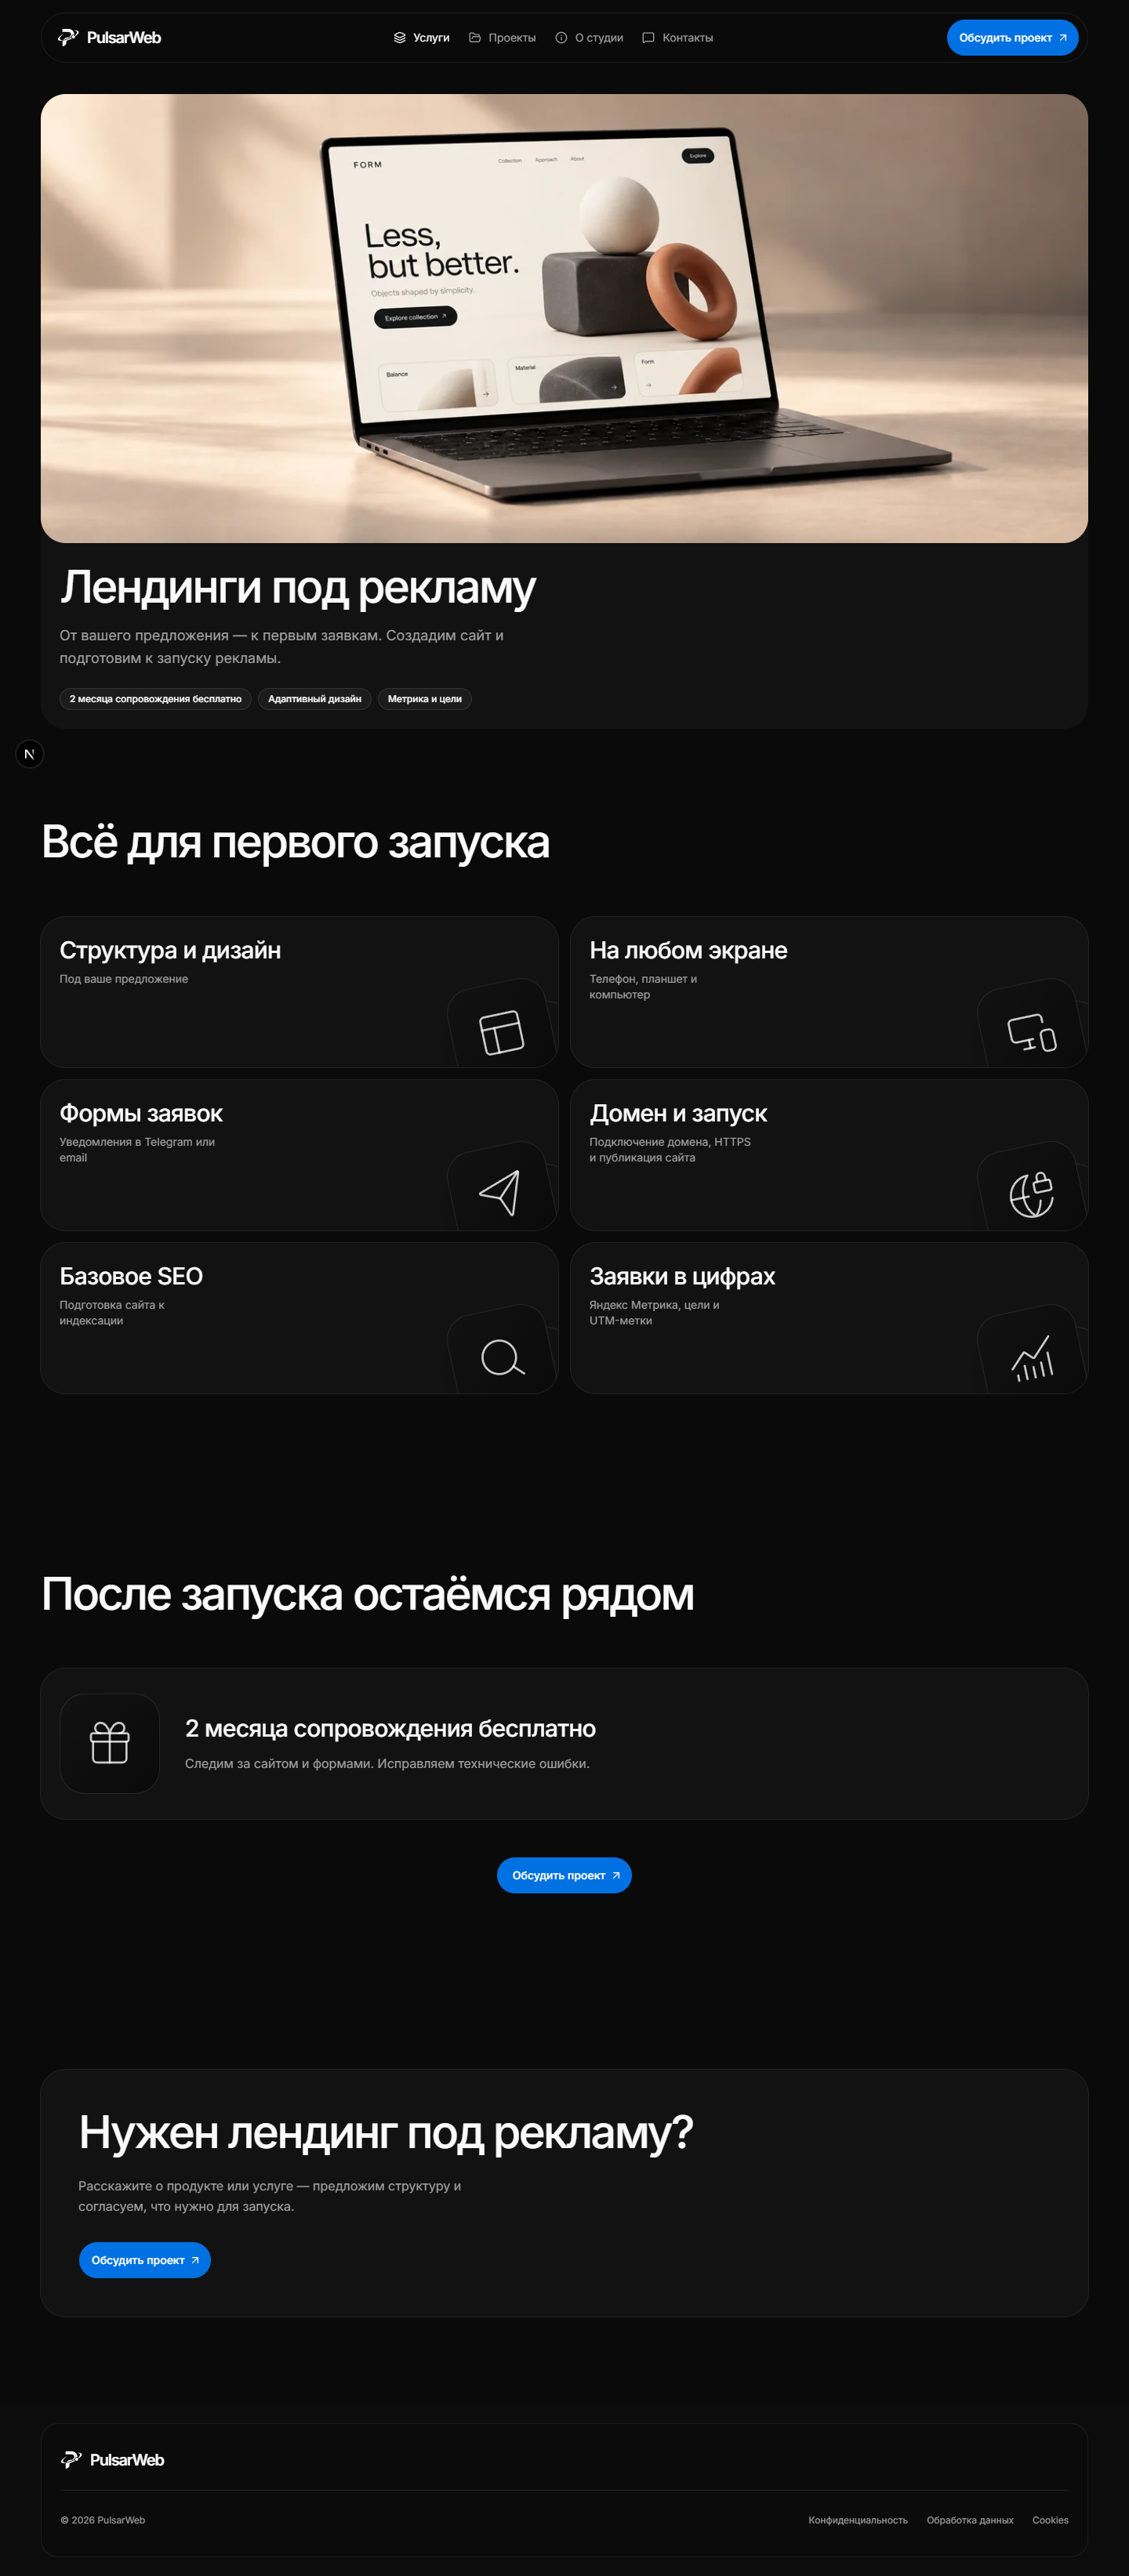 PulsarWeb
Услуги
Проекты
О студии
Контакты
Обсудить проект
FORM
Collection
Approach
About
Explore
Less,
but better.
Objects shaped by simplicity.
Explore collection
Balance
Material
Form
Лендинги под рекламу
От вашего предложения — к первым заявкам. Создадим сайт и
подготовим к запуску рекламы.
2 месяца сопровождения бесплатно
Адаптивный дизайн
Метрика и цели
N
Всё для первого запуска
Структура и дизайн
Под ваше предложение
На любом экране
Телефон, планшет и
компьютер
Формы заявок
Уведомления в Telegram или
email
Домен и запуск
Подключение домена, HTTPS
и публикация сайта
Базовое SEO
Подготовка сайта к
индексации
Заявки в цифрах
Яндекс Метрика, цели и
UTM-метки
После запуска остаёмся рядом
2 месяца сопровождения бесплатно
Следим за сайтом и формами. Исправляем технические ошибки.
Обсудить проект
Нужен лендинг под рекламу?
Расскажите о продукте или услуге — предложим структуру и
согласуем, что нужно для запуска.
Обсудить проект
PulsarWeb
© 2026 PulsarWeb
Конфиденциальность
Обработка данных
Cookies